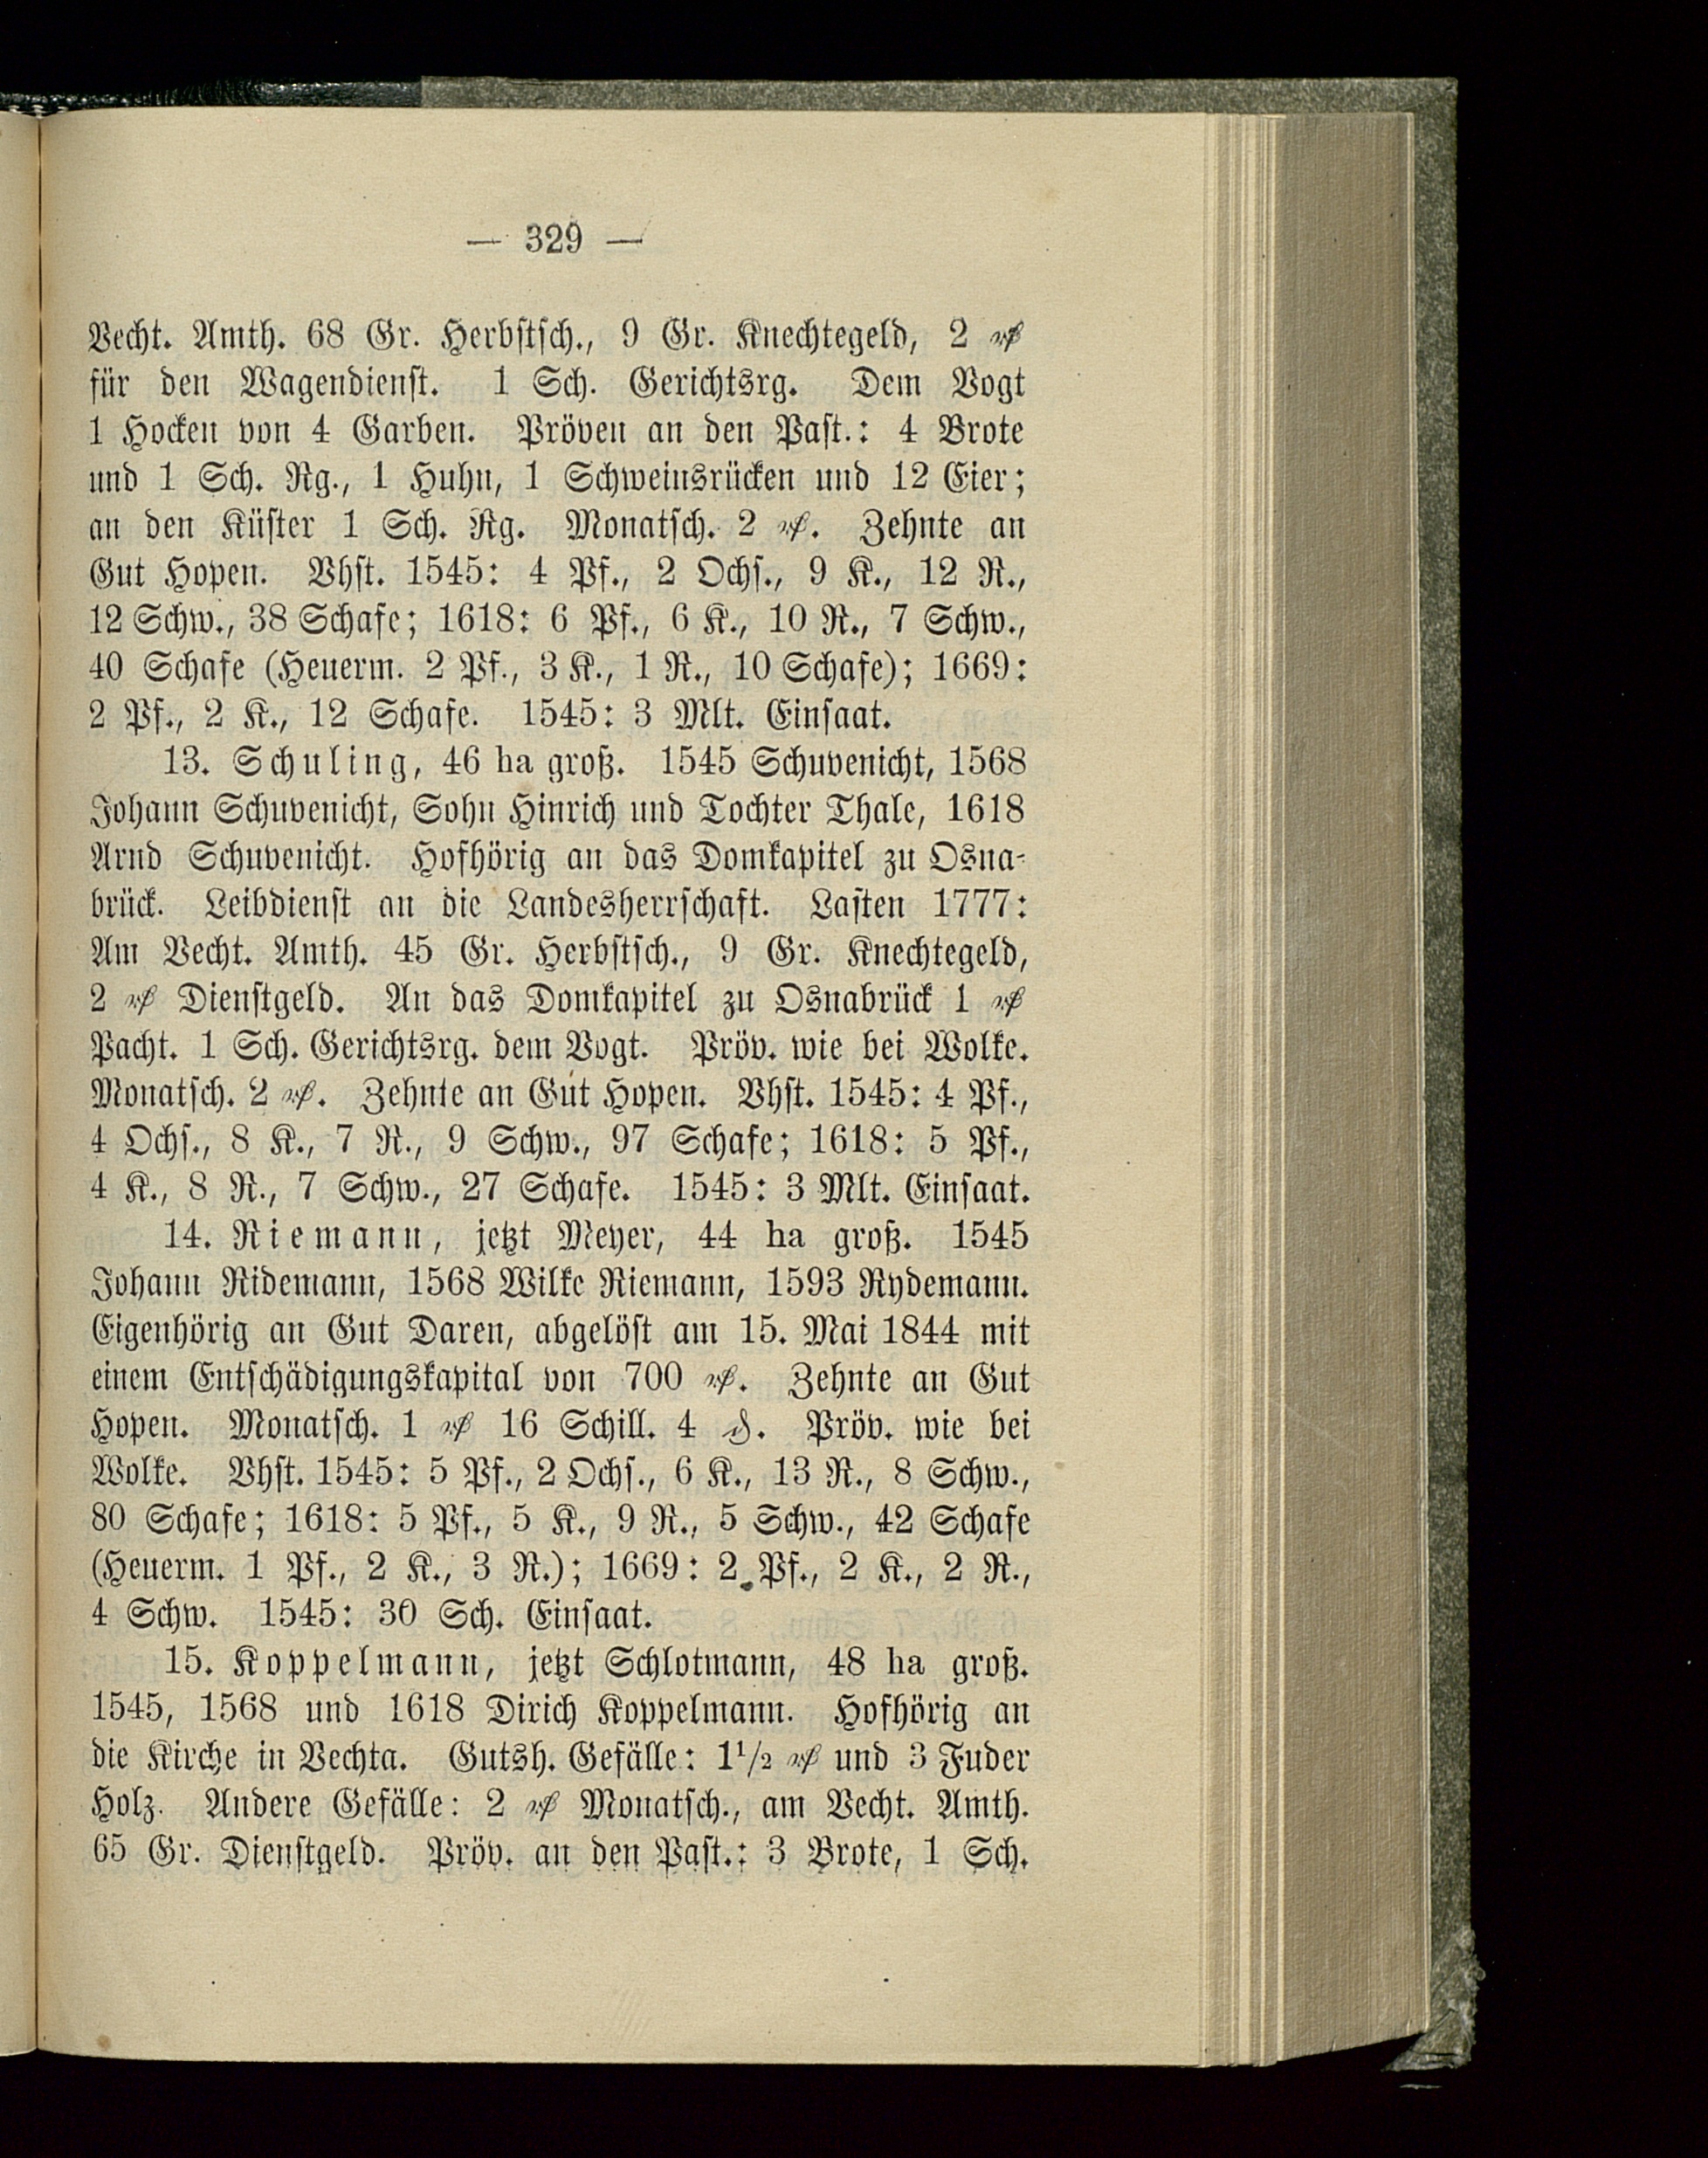 — 329 —
Vecht. Amth. 68 Gr. Herbstsch., 9 Gr. Knechtegeld, 2 ₰
für den Wagendienst. 1 Sch. Gerichtsrg. Dem Vogt
1 Hocken von 4 Garben. Pröven an den Past.: 4 Brote
und 1 Sch. Rg., 1 Huhn, 1 Schweinsrücken und 12 Eier;
an den Küster 1 Sch. Rg. Monatsch. 2 ₰. Zehnte an
Gut Hopen. Vhst. 1545: 4 Pf., 2 Ochs., 9 K., 12 R.,
12 Schw., 38 Schafe; 1618: 6 Pf., 6 K., 10 R., 7 Schw.,
40 Schafe (Heuerm. 2 Pf., 3 K., 1 R., 10 Schafe); 1669:
2 Pf., 2 K., 12 Schafe. 1545: 3 Mlt. Einsaat.
13. Schuling, 46 ha groß. 1545 Schuvenicht, 1568
Johann Schuvenicht, Sohn Hinrich und Tochter Thale, 1618
Arnd Schuvenicht. Hofhörig an das Domkapitel zu Osna-
brück. Leibdienst an die Landesherrschaft. Lasten 1777:
Am Vecht. Amth. 45 Gr. Herbstsch., 9 Gr. Knechtegeld,
2 ₰ Dienstgeld. An das Domkapitel zu Osnabrück 1 ₰
Pacht. 1 Sch. Gerichtsrg. dem Vogt. Pröv. wie bei Wolke.
Monatsch. 2 ₰. Zehnte an Gut Hopen. Vhst. 1545: 4 Pf.,
4 Ochs., 8 K., 7 R., 9 Schw., 97 Schafe; 1618: 5 Pf.,
4 K., 8 R., 7 Schw., 27 Schafe. 1545: 3 Mlt. Einsaat.
14. Riemann, jetzt Meyer, 44 ha groß. 1545
Johann Ridemann, 1568 Wilke Riemann, 1593 Rydemann.
Eigenhörig an Gut Daren, abgelöst am 15. Mai 1844 mit
einem Entschädigungskapital von 700 ₰. Zehnte an Gut
Hopen. Monatsch. 1 ₰ 16 Schill. 4 ₰. Pröv. wie bei
Wolke. Vhst. 1545: 5 Pf., 2 Ochs., 6 K., 13 R., 8 Schw.,
80 Schafe; 1618: 5 Pf., 5 K., 9 R., 5 Schw., 42 Schafe
(Heuerm. 1 Pf., 2 K., 3 R.); 1669: 2 Pf., 2 K., 2 R.,
4 Schw. 1545: 30 Sch. Einsaat.
15. Koppelmann, jetzt Schlotmann, 48 ha groß.
1545, 1568 und 1618 Dirich Koppelmann. Hofhörig an
die Kirche in Vechta. Gutsh. Gefälle: 1 1/2 ₰ und 3 Fuder
Holz. Andere Gefälle: 2 ₰ Monatsch., am Vecht. Amth.
65 Gr. Dienstgeld. Pröv. an den Past.: 3 Brote, 1 Sch.